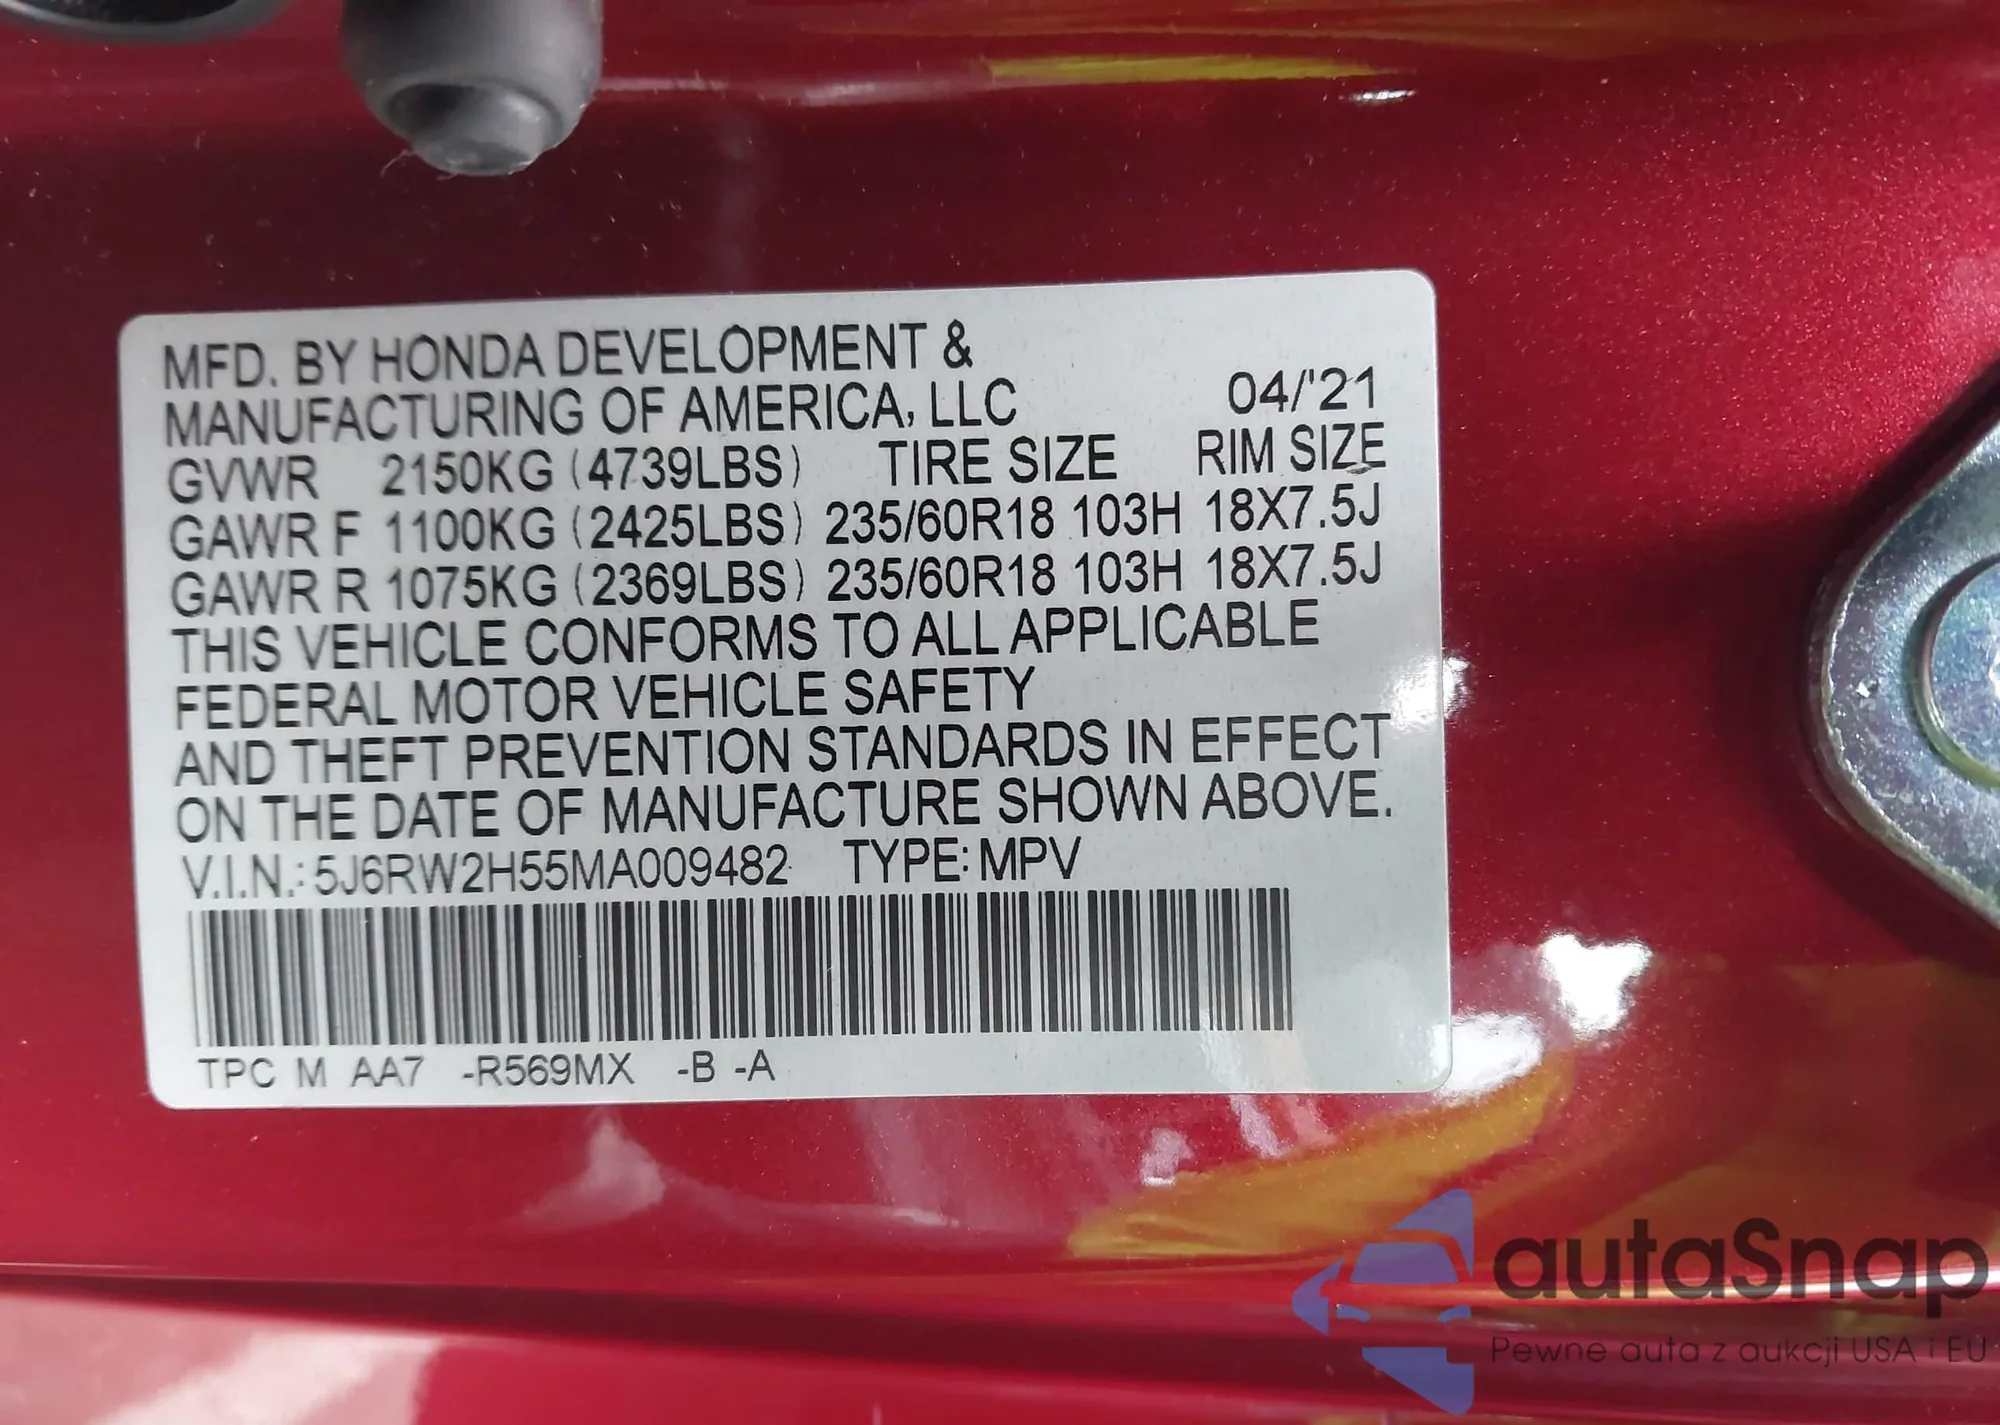 MFD. BY HONDA DEVELOPMENT &
MANUFACTURING OF AMERICA, LLC 04/'21
GVWR 2150KG (4739LBS) TIRE SIZE RIM SIZE
GAWR F 1100KG (2425LBS) 235/60R18 103H 18X7.5J
GAWR R 1075KG (2369LBS) 235/60R18 103H 18X7.5J
THIS VEHICLE CONFORMS TO ALL APPLICABLE
FEDERAL MOTOR VEHICLE SAFETY
AND THEFT PREVENTION STANDARDS IN EFFECT
ON THE DATE OF MANUFACTURE SHOWN ABOVE.
V.I.N.: 5J6RW2H55MA009482 TYPE: MPV
TPC M AA7 -R569MX -B -A
autaSnap
Pewne auta z aukcji USA i EU